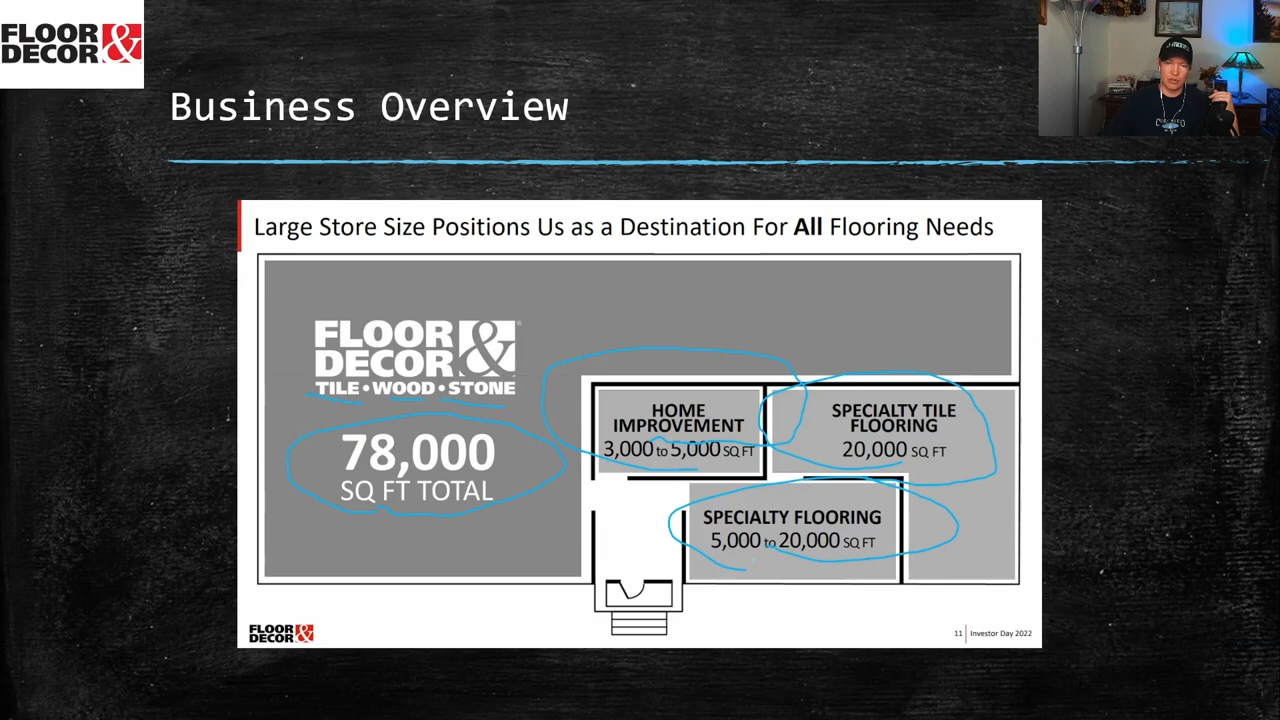 FLOOR &
DECOR
Business Overview
Large Store Size Positions Us as a Destination For All Flooring Needs
FLOOR &
DECOR
TILE • WOOD • STONE
78,000
SQ FT TOTAL
HOME
IMPROVEMENT
3,000 to 5,000 SQ FT
SPECIALTY TILE
FLOORING
20,000 SQ FT
SPECIALTY FLOORING
5,000 to 20,000 SQ FT
FLOOR &
DECOR
11 | Investor Day 2022